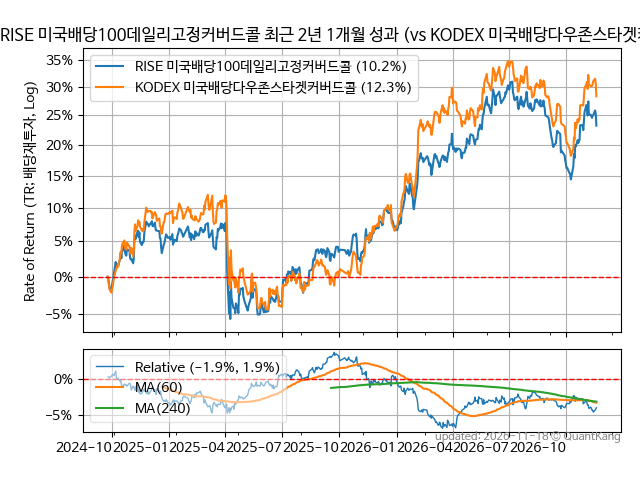 RISE 미국배당100데일리고정커버드콜 최근 2년 1개월 성과 (vs KODEX 미국배당다우존스타겟커
Rate of Return (TR: 배당재투자, Log)
35%
30%
25%
20%
15%
10%
5%
0%
−5%
RISE 미국배당100데일리고정커버드콜 (10.2%)
KODEX 미국배당다우존스타겟커버드콜 (12.3%)
0%
−5%
Relative (−1.9%, 1.9%)
MA(60)
MA(240)
updated: 2026-11-18 © QuantKang
2024-10 2025-01 2025-04 2025-07 2025-10 2026-01 2026-04 2026-07 2026-10